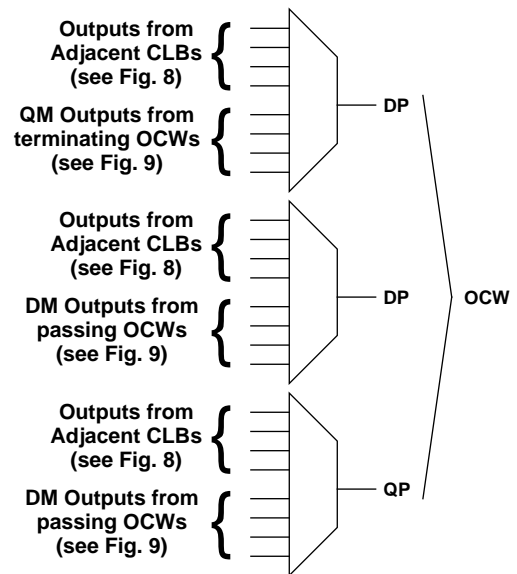 Outputs from
Adjacent CLBs
(see Fig. 8)
QM Outputs from
terminating OCWs
(see Fig. 9)
DP
Outputs from
Adjacent CLBs
(see Fig. 8)
DM Outputs from
passing OCWs
(see Fig. 9)
DP
OCW
Outputs from
Adjacent CLBs
(see Fig. 8)
DM Outputs from
passing OCWs
(see Fig. 9)
QP